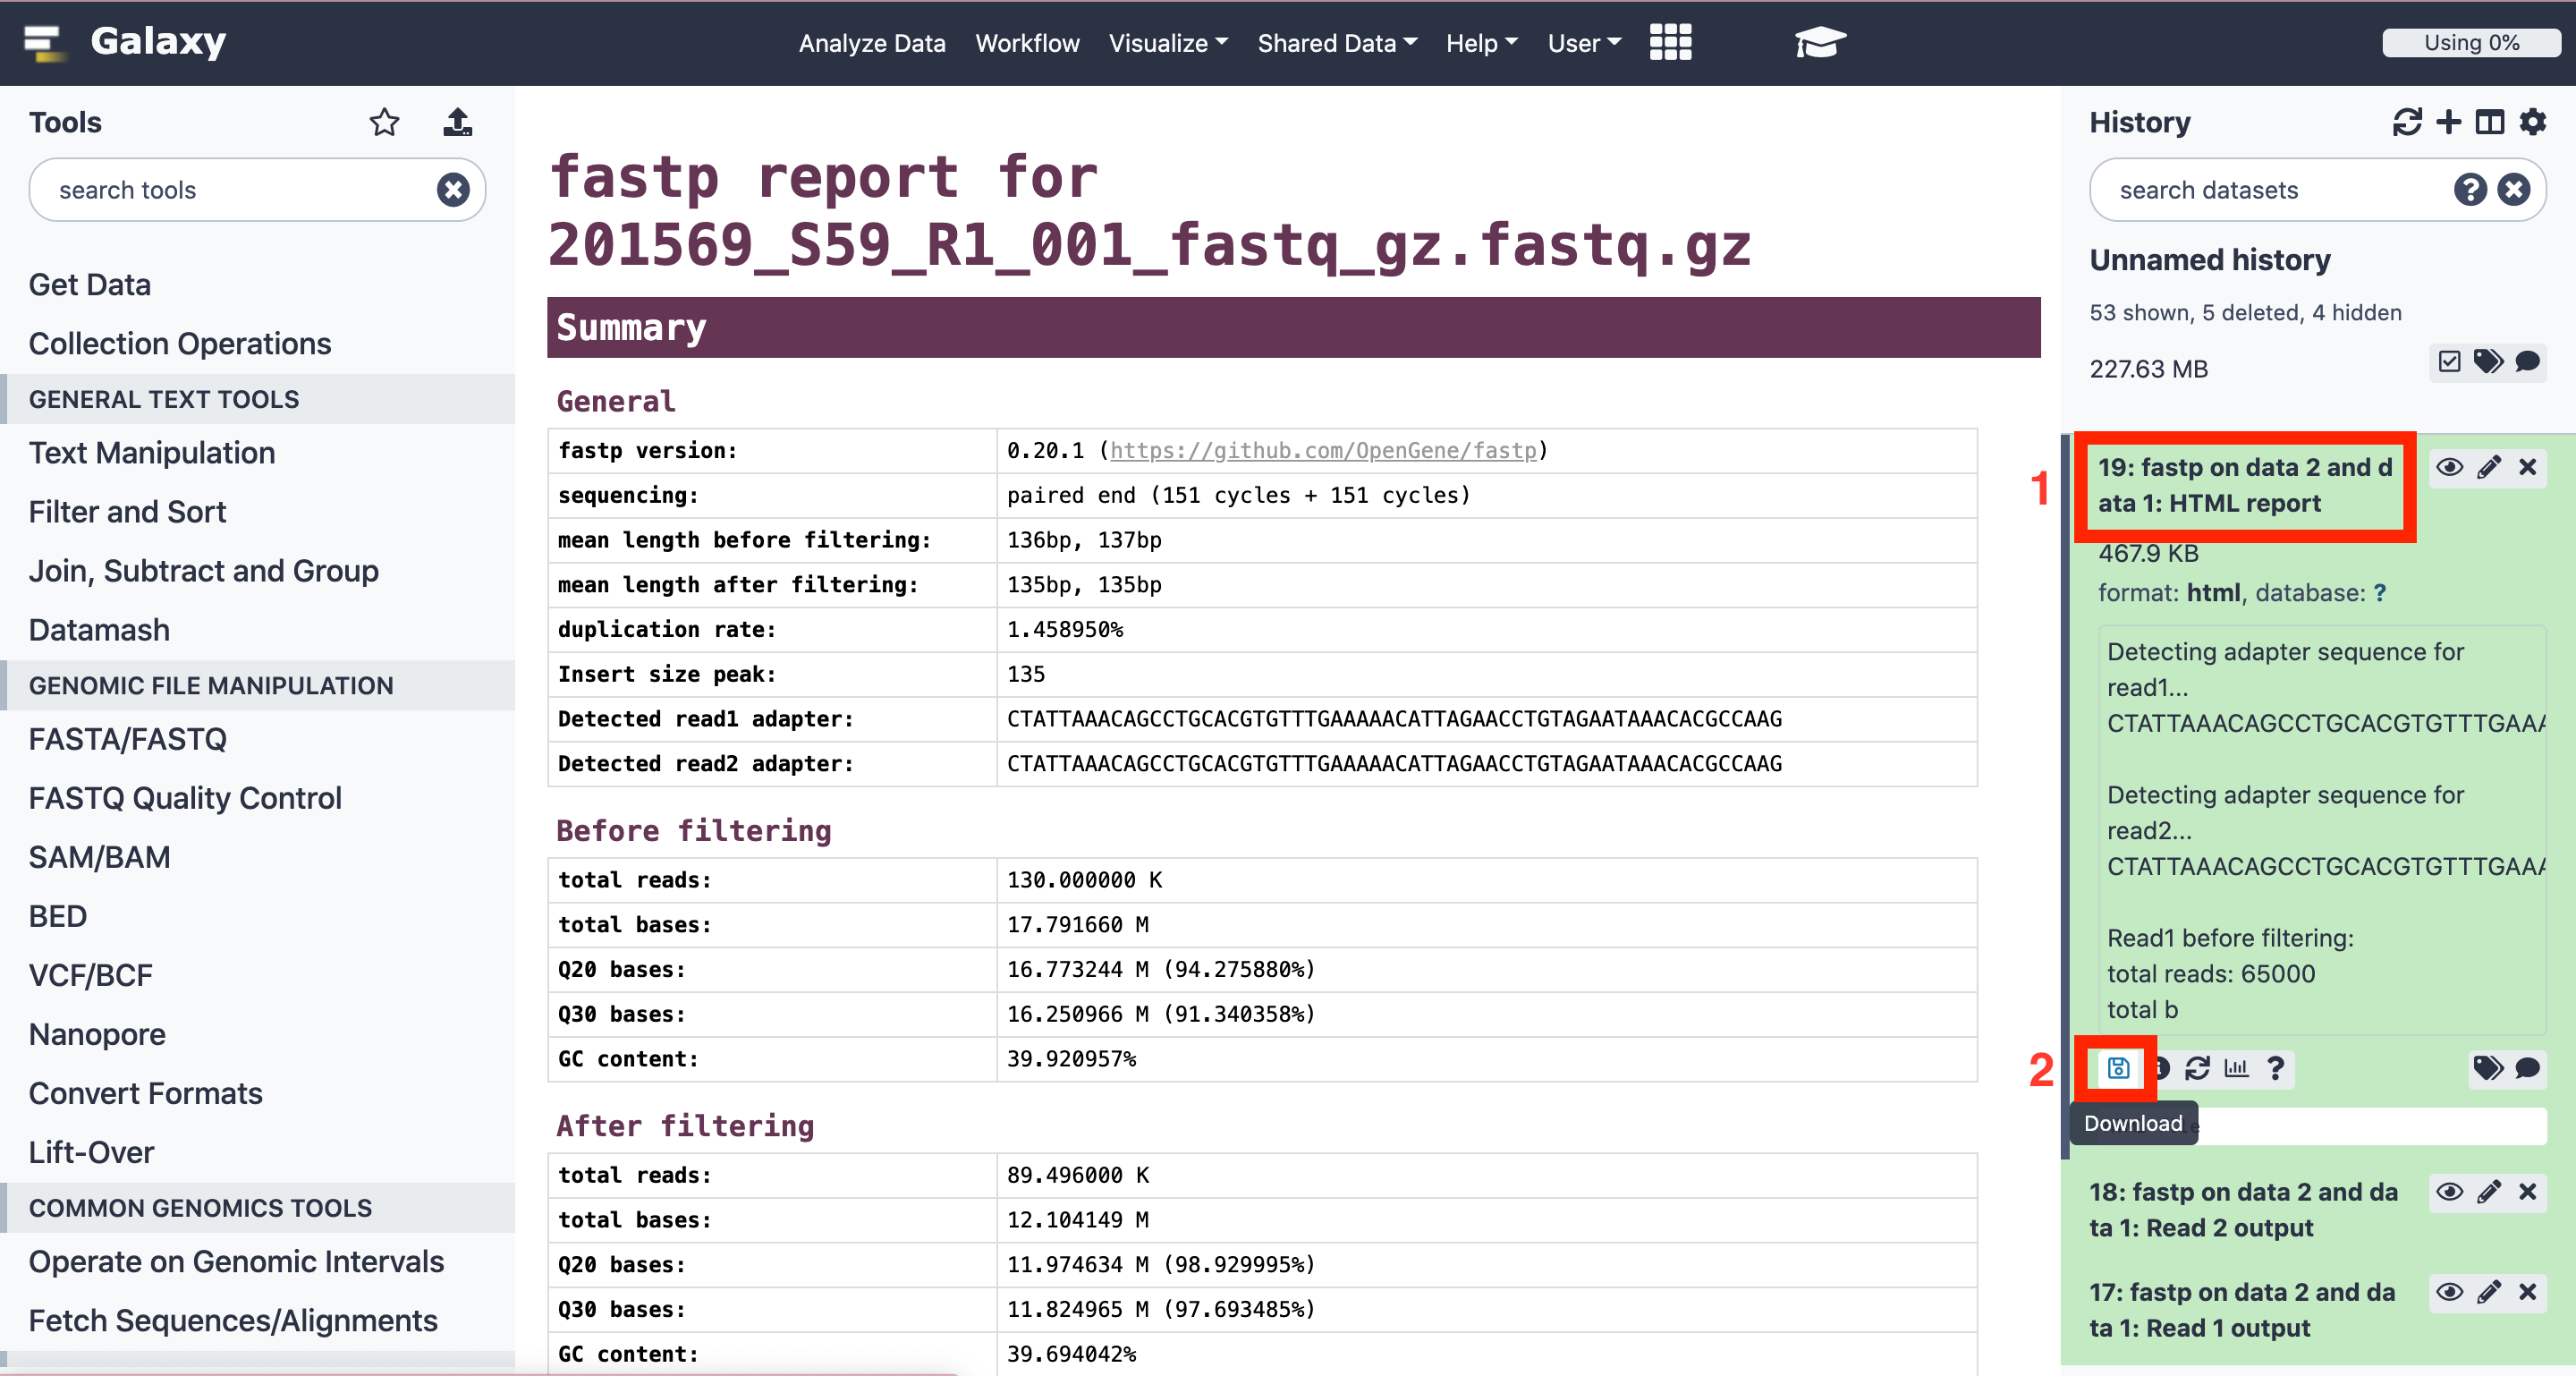 Galaxy
Analyze Data
Workflow
Visualize
Shared Data
Help
User
Using 0%
Tools
search tools
Get Data
Collection Operations
GENERAL TEXT TOOLS
Text Manipulation
Filter and Sort
Join, Subtract and Group
Datamash
GENOMIC FILE MANIPULATION
FASTA/FASTQ
FASTQ Quality Control
SAM/BAM
BED
VCF/BCF
Nanopore
Convert Formats
Lift-Over
COMMON GENOMICS TOOLS
Operate on Genomic Intervals
Fetch Sequences/Alignments
fastp report for
201569_S59_R1_001_fastq_gz.fastq.gz
Summary
General
fastp version: 0.20.1 (https://github.com/OpenGene/fastp)
sequencing: paired end (151 cycles + 151 cycles)
mean length before filtering: 136bp, 137bp
mean length after filtering: 135bp, 135bp
duplication rate: 1.458950%
Insert size peak: 135
Detected read1 adapter: CTATTAAACAGCCTGCACGTGTTTGAAAAACATTAGAACCTGTAGAATAAACACGCCAAG
Detected read2 adapter: CTATTAAACAGCCTGCACGTGTTTGAAAAACATTAGAACCTGTAGAATAAACACGCCAAG
Before filtering
total reads: 130.000000 K
total bases: 17.791660 M
Q20 bases: 16.773244 M (94.275880%)
Q30 bases: 16.250966 M (91.340358%)
GC content: 39.920957%
After filtering
total reads: 89.496000 K
total bases: 12.104149 M
Q20 bases: 11.974634 M (98.929995%)
Q30 bases: 11.824965 M (97.693485%)
GC content: 39.694042%
History
search datasets
Unnamed history
53 shown, 5 deleted, 4 hidden
227.63 MB
1
19: fastp on data 2 and d
ata 1: HTML report
467.9 KB
format: html, database: ?
Detecting adapter sequence for
read1...
CTATTAAACAGCCTGCACGTGTTTGAAA
Detecting adapter sequence for
read2...
CTATTAAACAGCCTGCACGTGTTTGAAA
Read1 before filtering:
total reads: 65000
total b
2
Download
18: fastp on data 2 and da
ta 1: Read 2 output
17: fastp on data 2 and da
ta 1: Read 1 output